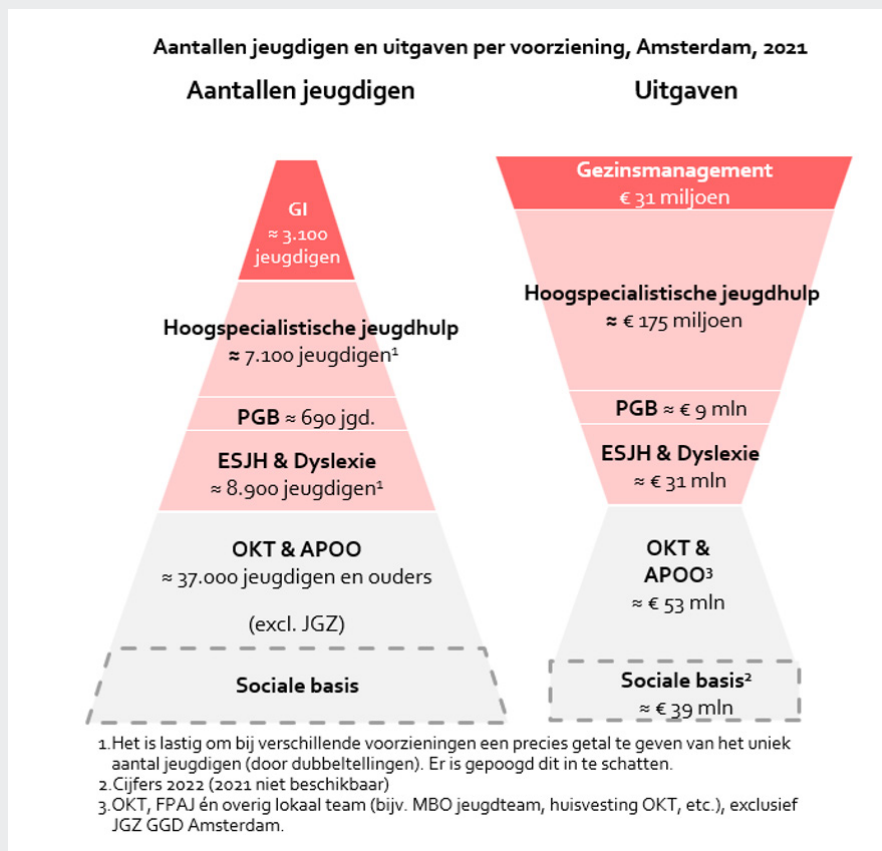 Aantallen jeugdigen en uitgaven per voorziening, Amsterdam, 2021
Aantallen jeugdigen
GI
≈ 3.100
jeugdigen
Hoogspecialistische jeugdhulp
≈ 7.100 jeugdigen¹
PGB ≈ 690 jgd.
ESJH & Dyslexie
≈ 8.900 jeugdigen¹
OKT & APOO
≈ 37.000 jeugdigen en ouders
(excl. JGZ)
Sociale basis
Uitgaven
Gezinsmanagement
€ 31 miljoen
Hoogspecialistische jeugdhulp
≈ € 175 miljoen
PGB ≈ € 9 mln
ESJH & Dyslexie
≈ € 31 mln
OKT &
APOO³
≈ € 53 mln
Sociale basis²
≈ € 39 mln
1.Het is lastig om bij verschillende voorzieningen een precies getal te geven van het uniek
aantal jeugdigen (door dubbeltellingen). Er is gepoogd dit in te schatten.
2.Cijfers 2022 (2021 niet beschikbaar)
3.OKT, FPAJ én overig lokaal team (bijv. MBO jeugdteam, huisvesting OKT, etc.), exclusief
JGZ GGD Amsterdam.